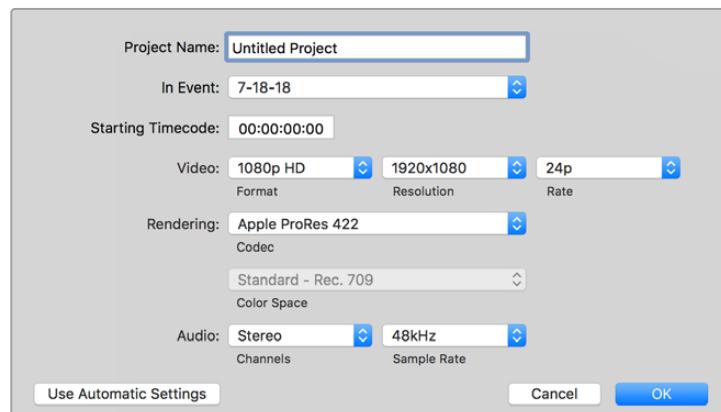 Project Name: Untitled Project
In Event: 7-18-18
Starting Timecode: 00:00:00:00
Video: 1080p HD 1920x1080 24p
Format Resolution Rate
Rendering: Apple ProRes 422
Codec
Standard - Rec. 709
Color Space
Audio: Stereo 48kHz
Channels Sample Rate
Use Automatic Settings Cancel OK